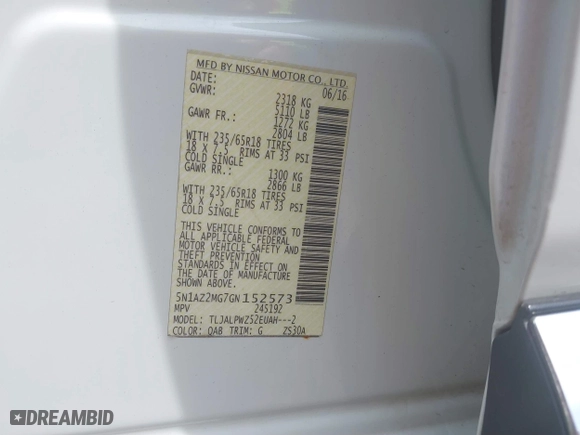 MFD BY NISSAN MOTOR CO., LTD.
DATE: 06/16
GVWR: 2318 KG
5110 LB
GAWR FR.: 1272 KG
2804 LB
WITH 235/65R18 TIRES
18 X 7.5 RIMS AT 33 PSI
COLD SINGLE
GAWR RR.: 1300 KG
2866 LB
WITH 235/65R18 TIRES
18 X 7.5 RIMS AT 33 PSI
COLD SINGLE
THIS VEHICLE CONFORMS TO
ALL APPLICABLE FEDERAL
MOTOR VEHICLE SAFETY AND
THEFT PREVENTION
STANDARDS IN EFFECT ON
THE DATE OF MANUFACTURE
SHOWN ABOVE.
5N1AZ2MG7GN152573
MPV 24519Z
MODEL: TLJALPWZ52EUAH---2
COLOR: QAB TRIM: G ZS30A
DREAMBID